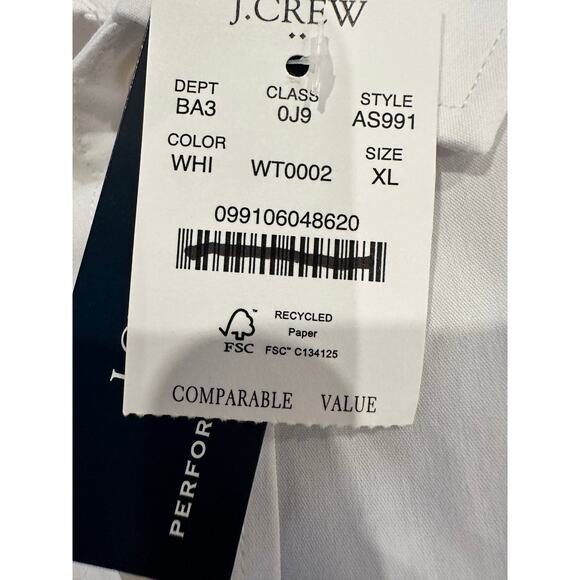 J.CREW
DEPT CLASS STYLE
BA3 0J9 AS991
COLOR SIZE
WHI WT0002 XL
099106048620
RECYCLED
Paper
FSC™ C134125
FSC
COMPARABLE VALUE